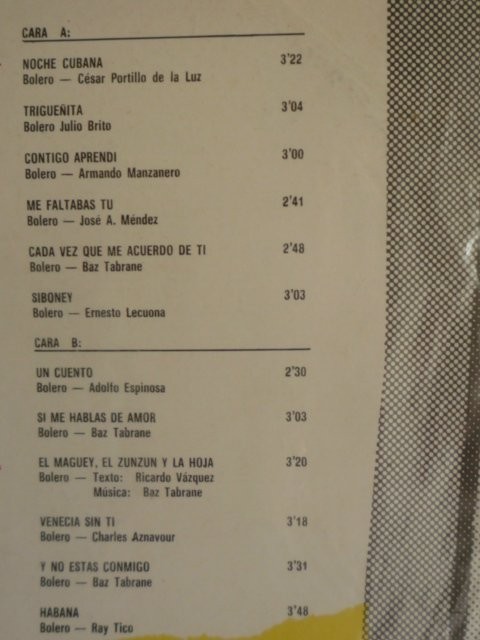 CARA A:
NOCHE CUBANA 3'22
Bolero — César Portillo de la Luz
TRIGUEÑITA 3'04
Bolero Julio Brito
CONTIGO APRENDI 3'00
Bolero — Armando Manzanero
ME FALTABAS TU 2'41
Bolero — José A. Méndez
CADA VEZ QUE ME ACUERDO DE TI 2'48
Bolero — Baz Tabrane
SIBONEY 3'03
Bolero — Ernesto Lecuona
CARA B:
UN CUENTO 2'30
Bolero — Adolfo Espinosa
SI ME HABLAS DE AMOR 3'03
Bolero — Baz Tabrane
EL MAGUEY, EL ZUNZUN Y LA HOJA 3'20
Bolero — Texto: Ricardo Vázquez
Música: Baz Tabrane
VENECIA SIN TI 3'18
Bolero — Charles Aznavour
Y NO ESTAS CONMIGO 3'31
Bolero — Baz Tabrane
HABANA 3'48
Bolero — Ray Tico